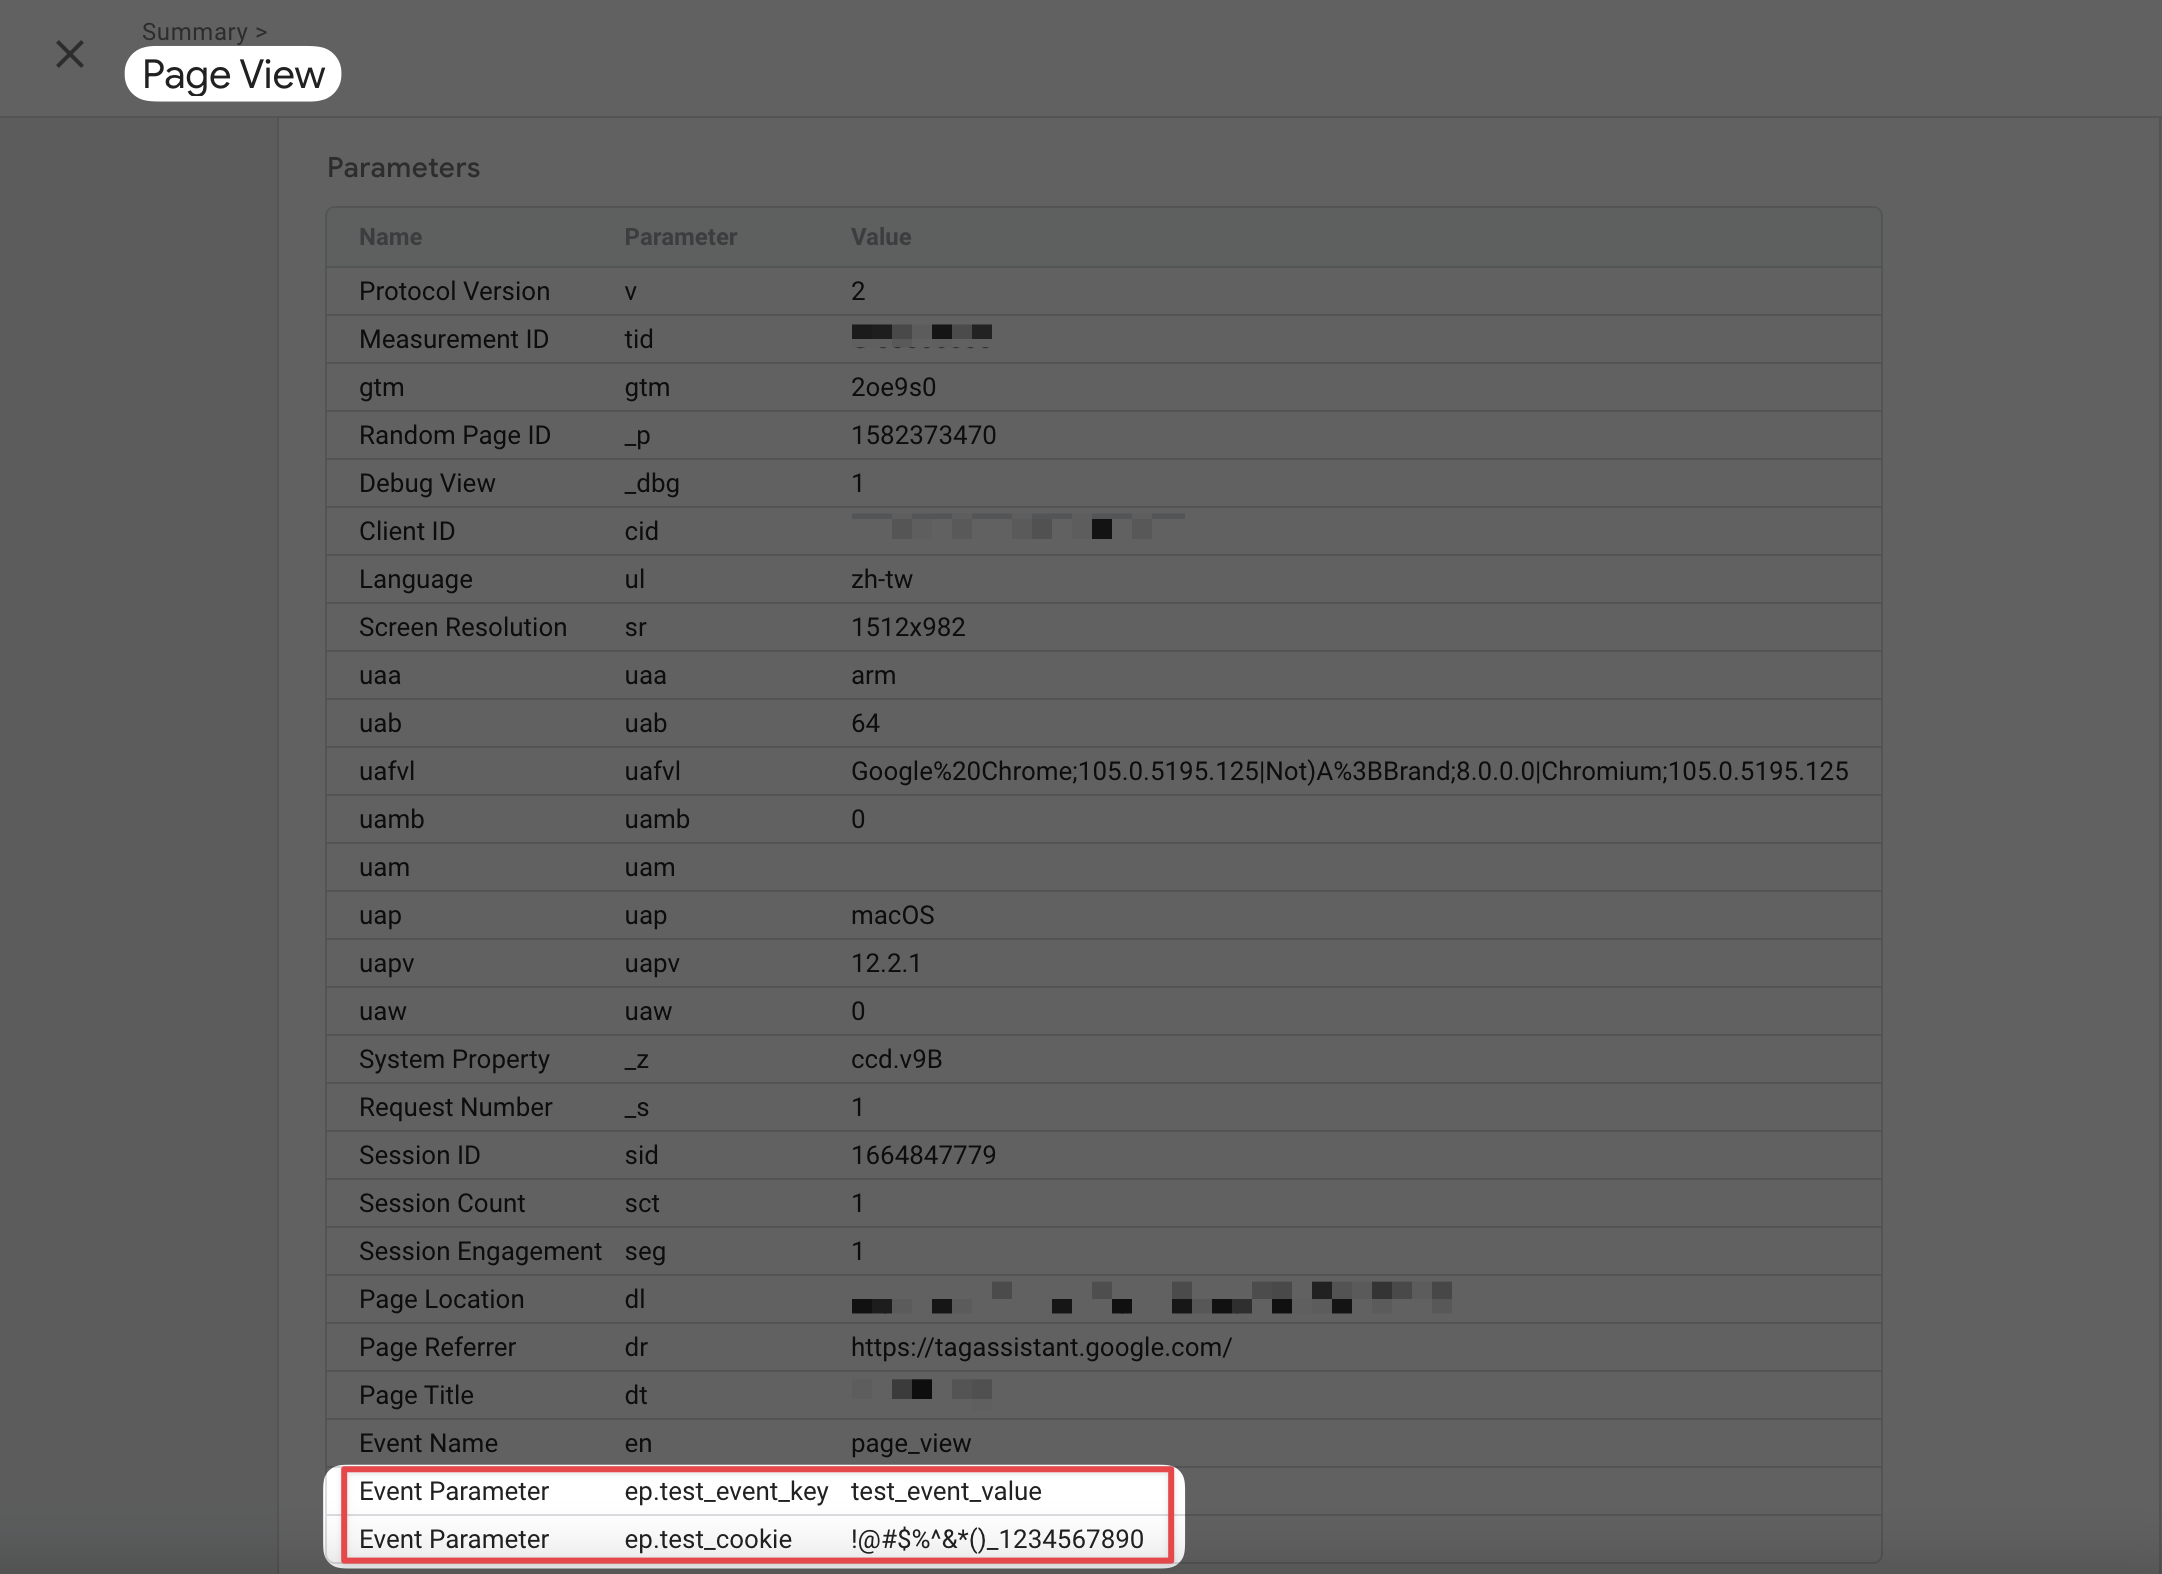 Summary >
Page View
Parameters
Name Parameter Value
Protocol Version v 2
Measurement ID tid
gtm gtm 2oe9s0
Random Page ID _p 1582373470
Debug View _dbg 1
Client ID cid
Language ul zh-tw
Screen Resolution sr 1512x982
uaa uaa arm
uab uab 64
uafvl uafvl Google%20Chrome;105.0.5195.125|Not)A%3BBrand;8.0.0.0|Chromium;105.0.5195.125
uamb uamb 0
uam uam
uap uap macOS
uapv uapv 12.2.1
uaw uaw 0
System Property _z ccd.v9B
Request Number _s 1
Session ID sid 1664847779
Session Count sct 1
Session Engagement seg 1
Page Location dl
Page Referrer dr https://tagassistant.google.com/
Page Title dt
Event Name en page_view
Event Parameter ep.test_event_key test_event_value
Event Parameter ep.test_cookie !@#$%^&*()_1234567890